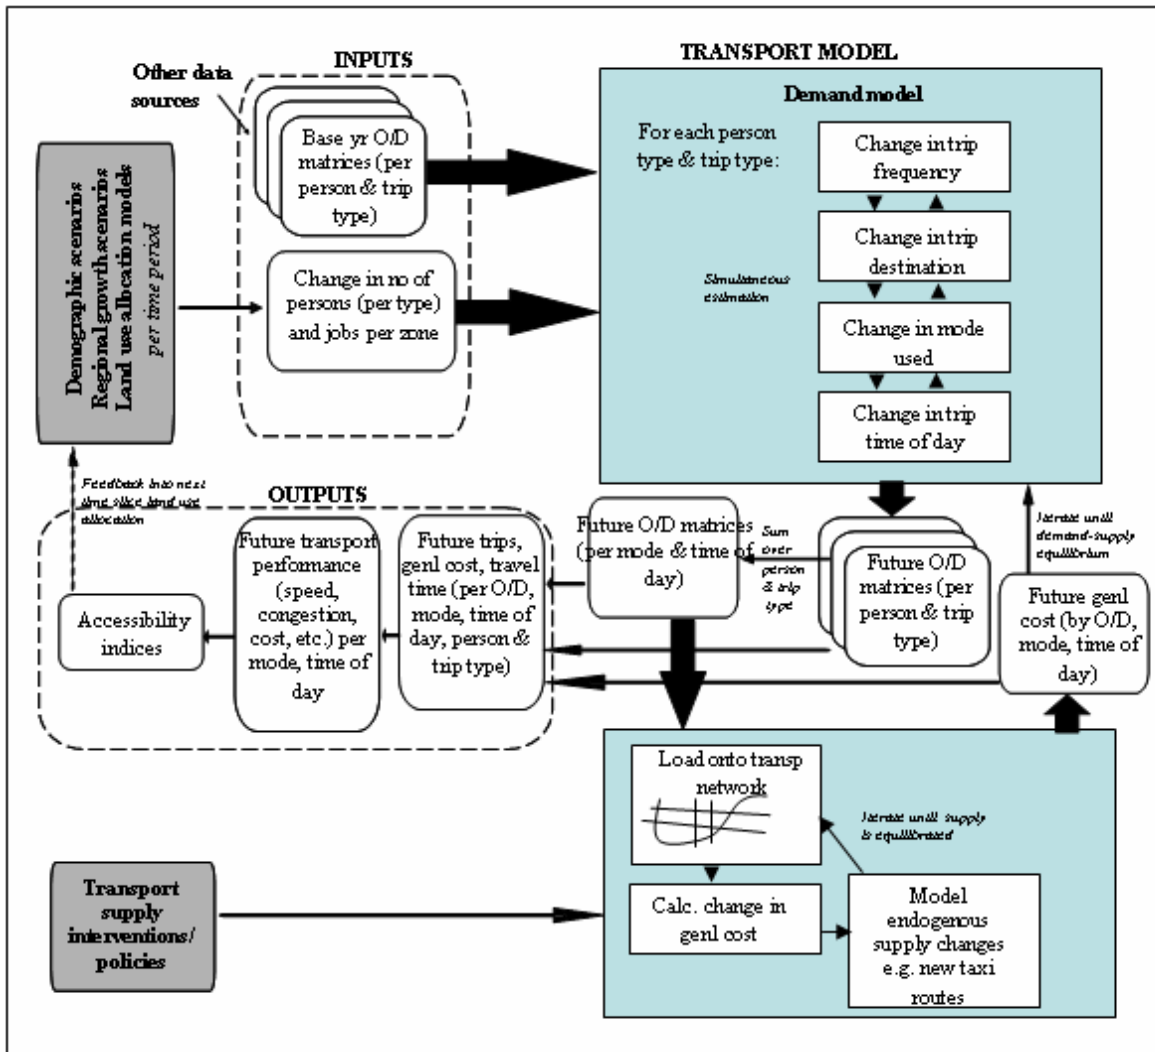 INPUTS
TRANSPORT MODEL
Other data
sources
Base yr O/D
matrices (per
person & trip
type)
Change in no of
persons (per type)
and jobs per zone
Demographic scenarios
Regional growth scenarios
Land use allocation models
per time period
Demand model
For each person
type & trip type:
Change in trip
frequency
Change in trip
destination
Simultaneous
estimation
Change in mode
used
Change in trip
time of day
Feedback into next
time slice land use
allocation
OUTPUTS
Accessibility
indices
Future transport
performance
(speed,
congestion,
cost, etc.) per
mode, time of
day
Future trips,
genl cost, travel
time (per O/D,
mode, time of
day, person &
trip type)
Future O/D matrices
(per mode & time of
day)
Sum
over
person
& trip
type
Future O/D
matrices (per
person & trip
type)
Iterate until
demand-supply
equilibrium
Future genl
cost (by O/D,
mode, time of
day)
Load onto transp
network
Iterate until supply
is equilibrated
Calc. change in
genl cost
Model
endogenous
supply changes
e.g. new taxi
routes
Transport
supply
interventions/
policies